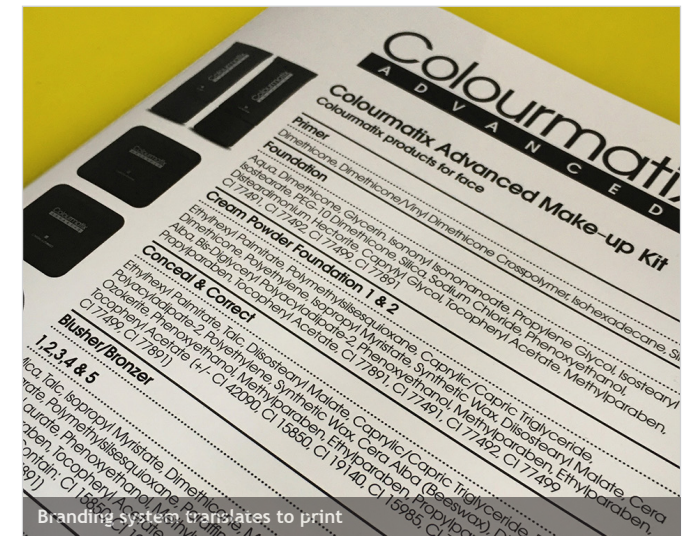 Colourmatix
ADVANCED
Colourmatix Advanced Make-up Kit
Colourmatix products for face
Primer
Dimethicone, Dimethicone/Vinyl Dimethicone Crosspolymer, Isohexadecane,
Foundation
Aqua, Dimethicone, Glycerin, Isononyl Isononanoate, Propylene Glycol, Isostearyl
Isostearate, PEG-10 Dimethicone, Silica, Sodium Chloride, Phenoxyethanol,
Disteardimonium, Hectorite, Caprylyl Glycol, Tocopheryl Acetate, Methylparaben,
CI 77491, CI 77492, CI 77499, CI 77891
Cream Powder Foundation 1 & 2
Ethylhexyl Palmitate, Polymethylsilsesquioxane, Caprylic/Capric Triglyceride,
Dimethicone, Polyethylene, Isopropyl Myristate, Synthetic Wax, Diisostearyl Malate, Cera
Alba, Bis-Diglyceryl Polyacyladipate-2, Phenoxyethanol, Methylparaben, Ethylparaben,
Propylparaben, Tocopheryl Acetate, CI 77891, CI 77491, CI 77492, CI 77499
Conceal & Correct
Ethylhexyl Palmitate, Talc, Diisostearyl Malate, Caprylic/Capric Triglyceride,
Polyacyladipate-2, Polyethylene, Synthetic Wax, Cera Alba (Beeswax),
Ozokerite, Phenoxyethanol, Methylparaben, Ethylparaben,
Tocopheryl Acetate (+/- CI 42090, CI 15850, CI 19140, CI 15985,
CI 77499, CI 77891)
Blusher/Bronzer
1,2,3,4 & 5
Talc, Isopropyl Myristate, Dimethicone,
Polymethylsilsesquioxane,
Phenoxyethanol, Methylparaben,
Tocopheryl
CI 15850,
Branding system translates to print